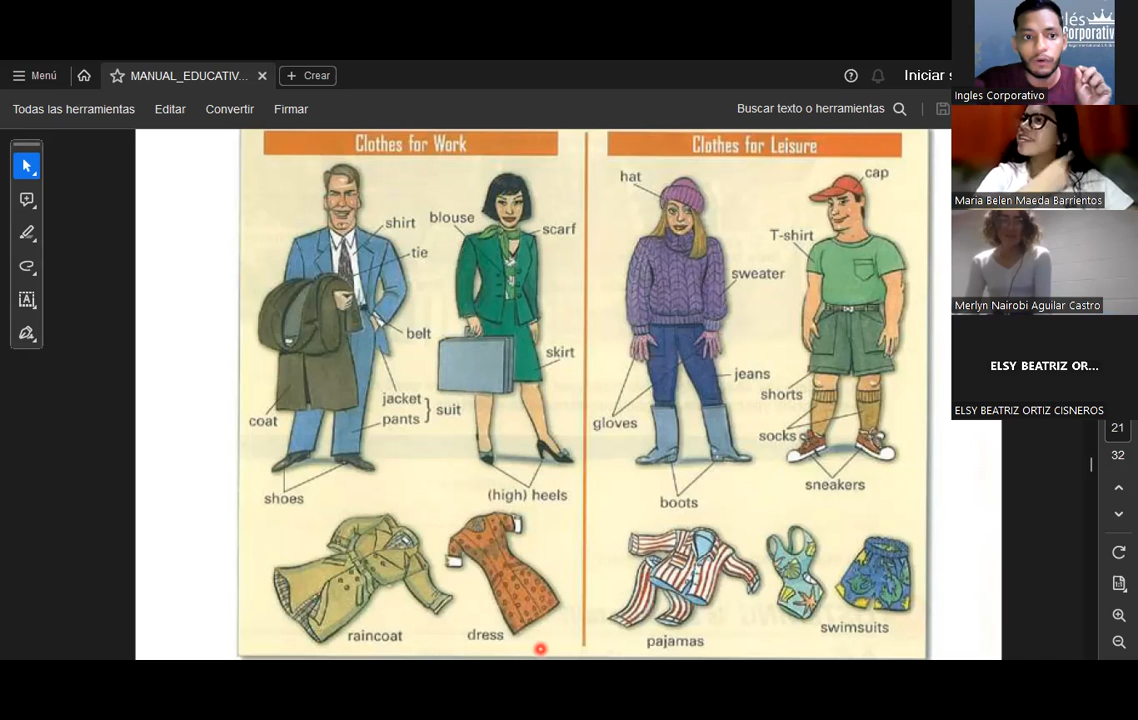 Menú
MANUAL_EDUCATIV...
Crear
Iniciar s
Todas las herramientas
Editar
Convertir
Firmar
Buscar texto o herramientas
Clothes for Work
Clothes for Leisure
shirt
blouse
scarf
tie
belt
skirt
jacket
pants
suit
coat
shoes
(high) heels
raincoat
dress
hat
cap
T-shirt
sweater
jeans
shorts
gloves
socks
sneakers
boots
pajamas
swimsuits
lés
Corporativ
Ingles Corporativo
Maria Belen Maeda Barrientos
Merlyn Nairobi Aguilar Castro
ELSY BEATRIZ OR...
ELSY BEATRIZ ORTIZ CISNEROS
21
32